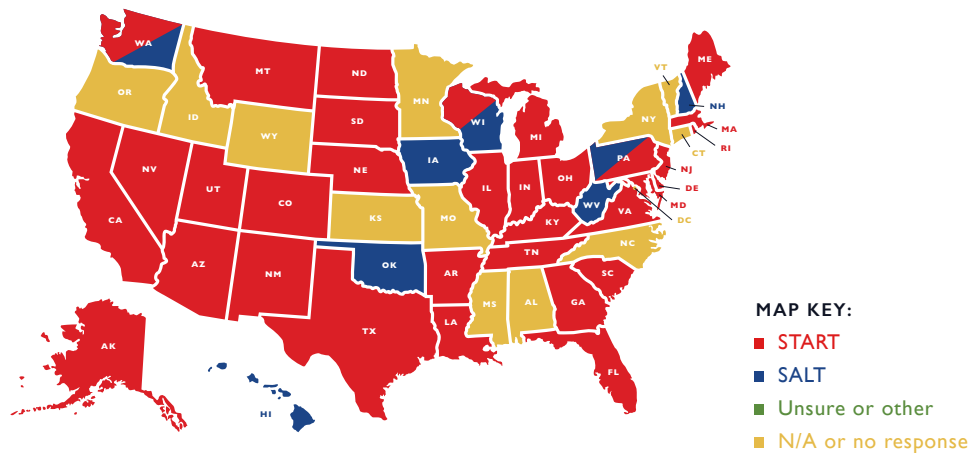 WA
MT
ND
MN
OR
ID
WY
SD
WI
MI
VT
ME
NH
NY
MA
RI
CT
NV
UT
CO
NE
IA
IL
IN
OH
PA
NJ
DE
MD
DC
CA
KS
MO
KY
WV
VA
AZ
NM
OK
AR
TN
NC
SC
TX
LA
MS
AL
GA
FL
AK
HI
MAP KEY:
START
SALT
Unsure or other
N/A or no response